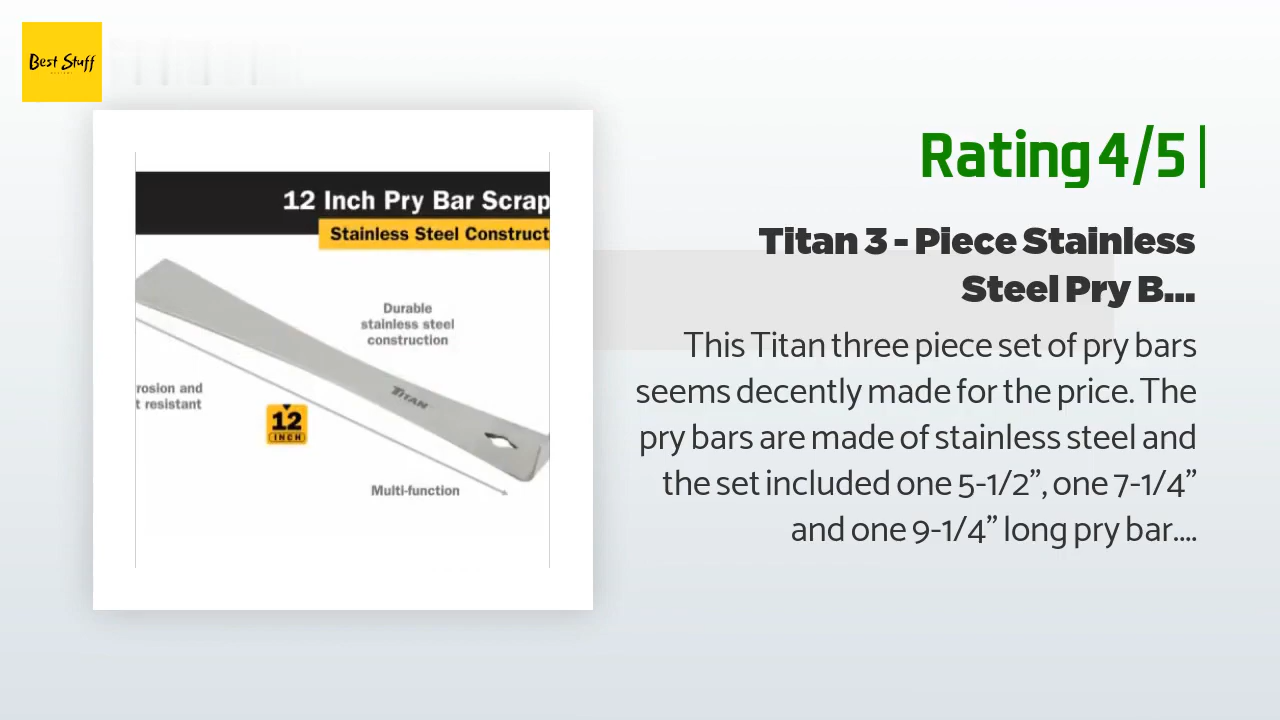 Best Stuff
Rating 4/5
Titan 3 - Piece Stainless
Steel Pry B...
This Titan three piece set of pry bars
seems decently made for the price. The
pry bars are made of stainless steel and
the set included one 5-1/2”, one 7-1/4”
and one 9-1/4” long pry bar....
12 Inch Pry Bar Scrap
Stainless Steel Construct
Durable
stainless steel
construction
rosion and
t resistant
12
INCH
TITAN
Multi-function